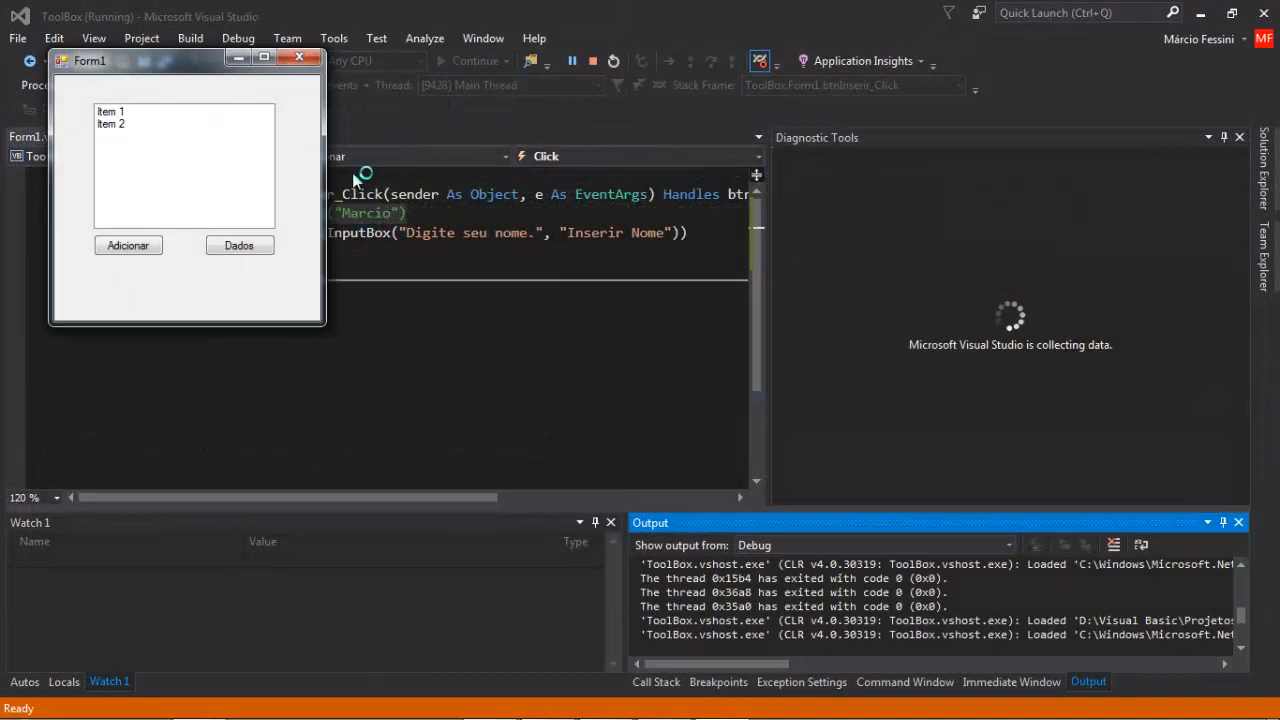 ToolBox (Running) - Microsoft Visual Studio
Quick Launch (Ctrl+Q)
File Edit View Project Build Debug Team Tools Test Analyze Window Help
Márcio Fessini MF
Form1
Any CPU Continue Application Insights
Thread: [9428] Main Thread Stack Frame: ToolBox.Form1.btnInserir_Click
Item 1
Item 2
Adicionar Dados
Click
r_Click(sender As Object, e As EventArgs) Handles btn
("Marcio")
InputBox("Digite seu nome.", "Inserir Nome"))
120 %
Diagnostic Tools
Microsoft Visual Studio is collecting data.
Solution Explorer
Team Explorer
Watch 1
Name Value Type
Autos Locals Watch 1
Output
Show output from: Debug
'ToolBox.vshost.exe' (CLR v4.0.30319: ToolBox.vshost.exe): Loaded 'C:\Windows\Microsoft.Net
The thread 0x15b4 has exited with code 0 (0x0).
The thread 0x36a8 has exited with code 0 (0x0).
The thread 0x35a0 has exited with code 0 (0x0).
'ToolBox.vshost.exe' (CLR v4.0.30319: ToolBox.vshost.exe): Loaded 'D:\Visual Basic\Projetos
'ToolBox.vshost.exe' (CLR v4.0.30319: ToolBox.vshost.exe): Loaded 'C:\Windows\Microsoft.Net
Call Stack Breakpoints Exception Settings Command Window Immediate Window Output
Ready